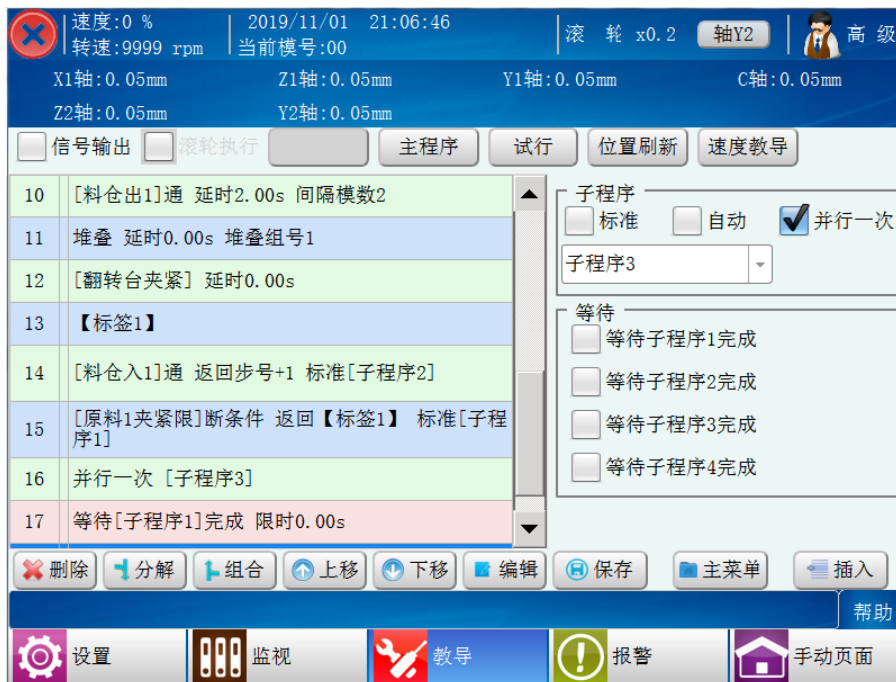 速度:0 % 2019/11/01 21:06:46
转速:9999 rpm 当前模号:00 滚 轮 x0.2 轴Y2 高 级
X1轴:0.05mm Z1轴:0.05mm Y1轴:0.05mm C轴:0.05mm
Z2轴:0.05mm Y2轴:0.05mm
信号输出 滚轮执行 主程序 试行 位置刷新 速度教导
10 [料仓出1]通 延时2.00s 间隔模数2
11 堆叠 延时0.00s 堆叠组号1
12 [翻转台夹紧] 延时0.00s
13 【标签1】
14 [料仓入1]通 返回步号+1 标准[子程序2]
15 [原料1夹紧限]断条件 返回【标签1】 标准[子程
序1]
16 并行一次 [子程序3]
17 等待[子程序1]完成 限时0.00s
子程序
标准 自动 并行一次
子程序3
等待
等待子程序1完成
等待子程序2完成
等待子程序3完成
等待子程序4完成
删除 分解 组合 上移 下移 编辑 保存 主菜单 插入
帮助
设置 监视 教导 报警 手动页面